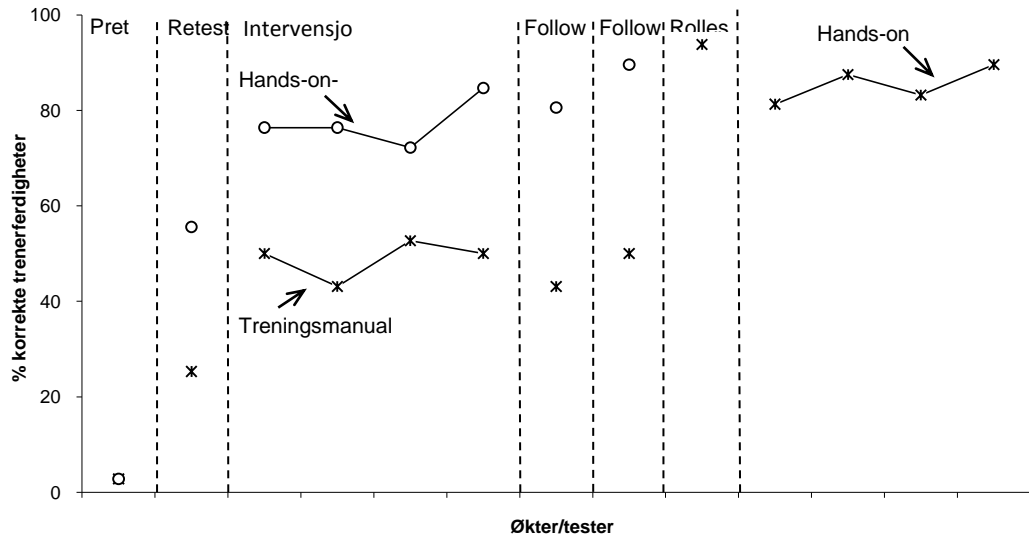 100
80
60
40
20
0
% korrekte trenerferdigheter
Pret
Retest
Intervensjo
Follow
Follow
Rolles
Hands-on
Hands-on-
Treningsmanual
Økter/tester